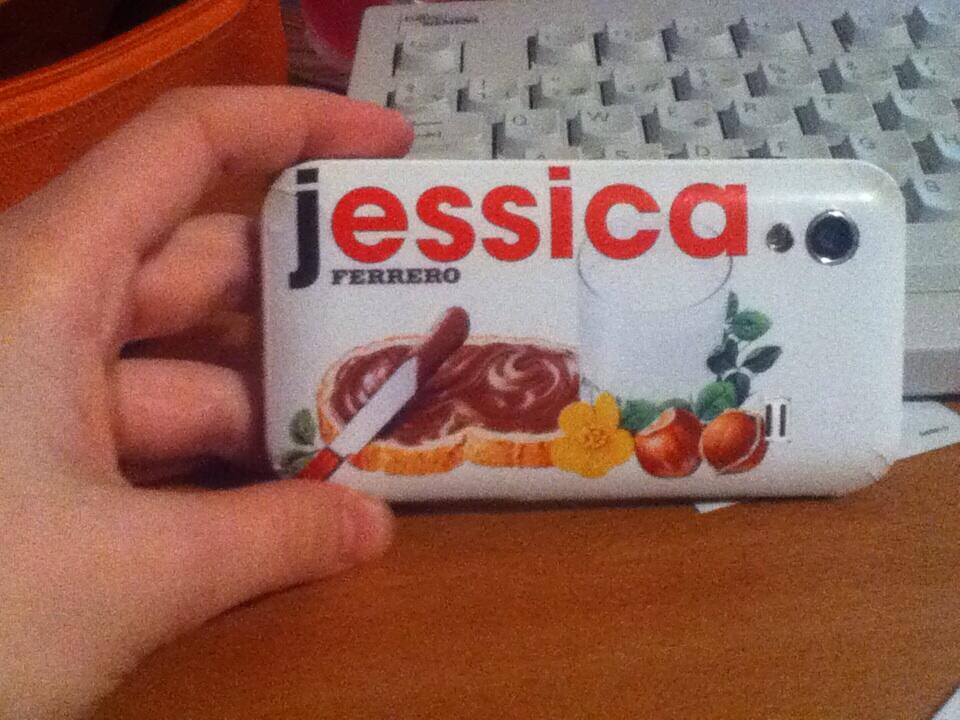 jessica
FERRERO
Q W E R T Y
A S D G H
B